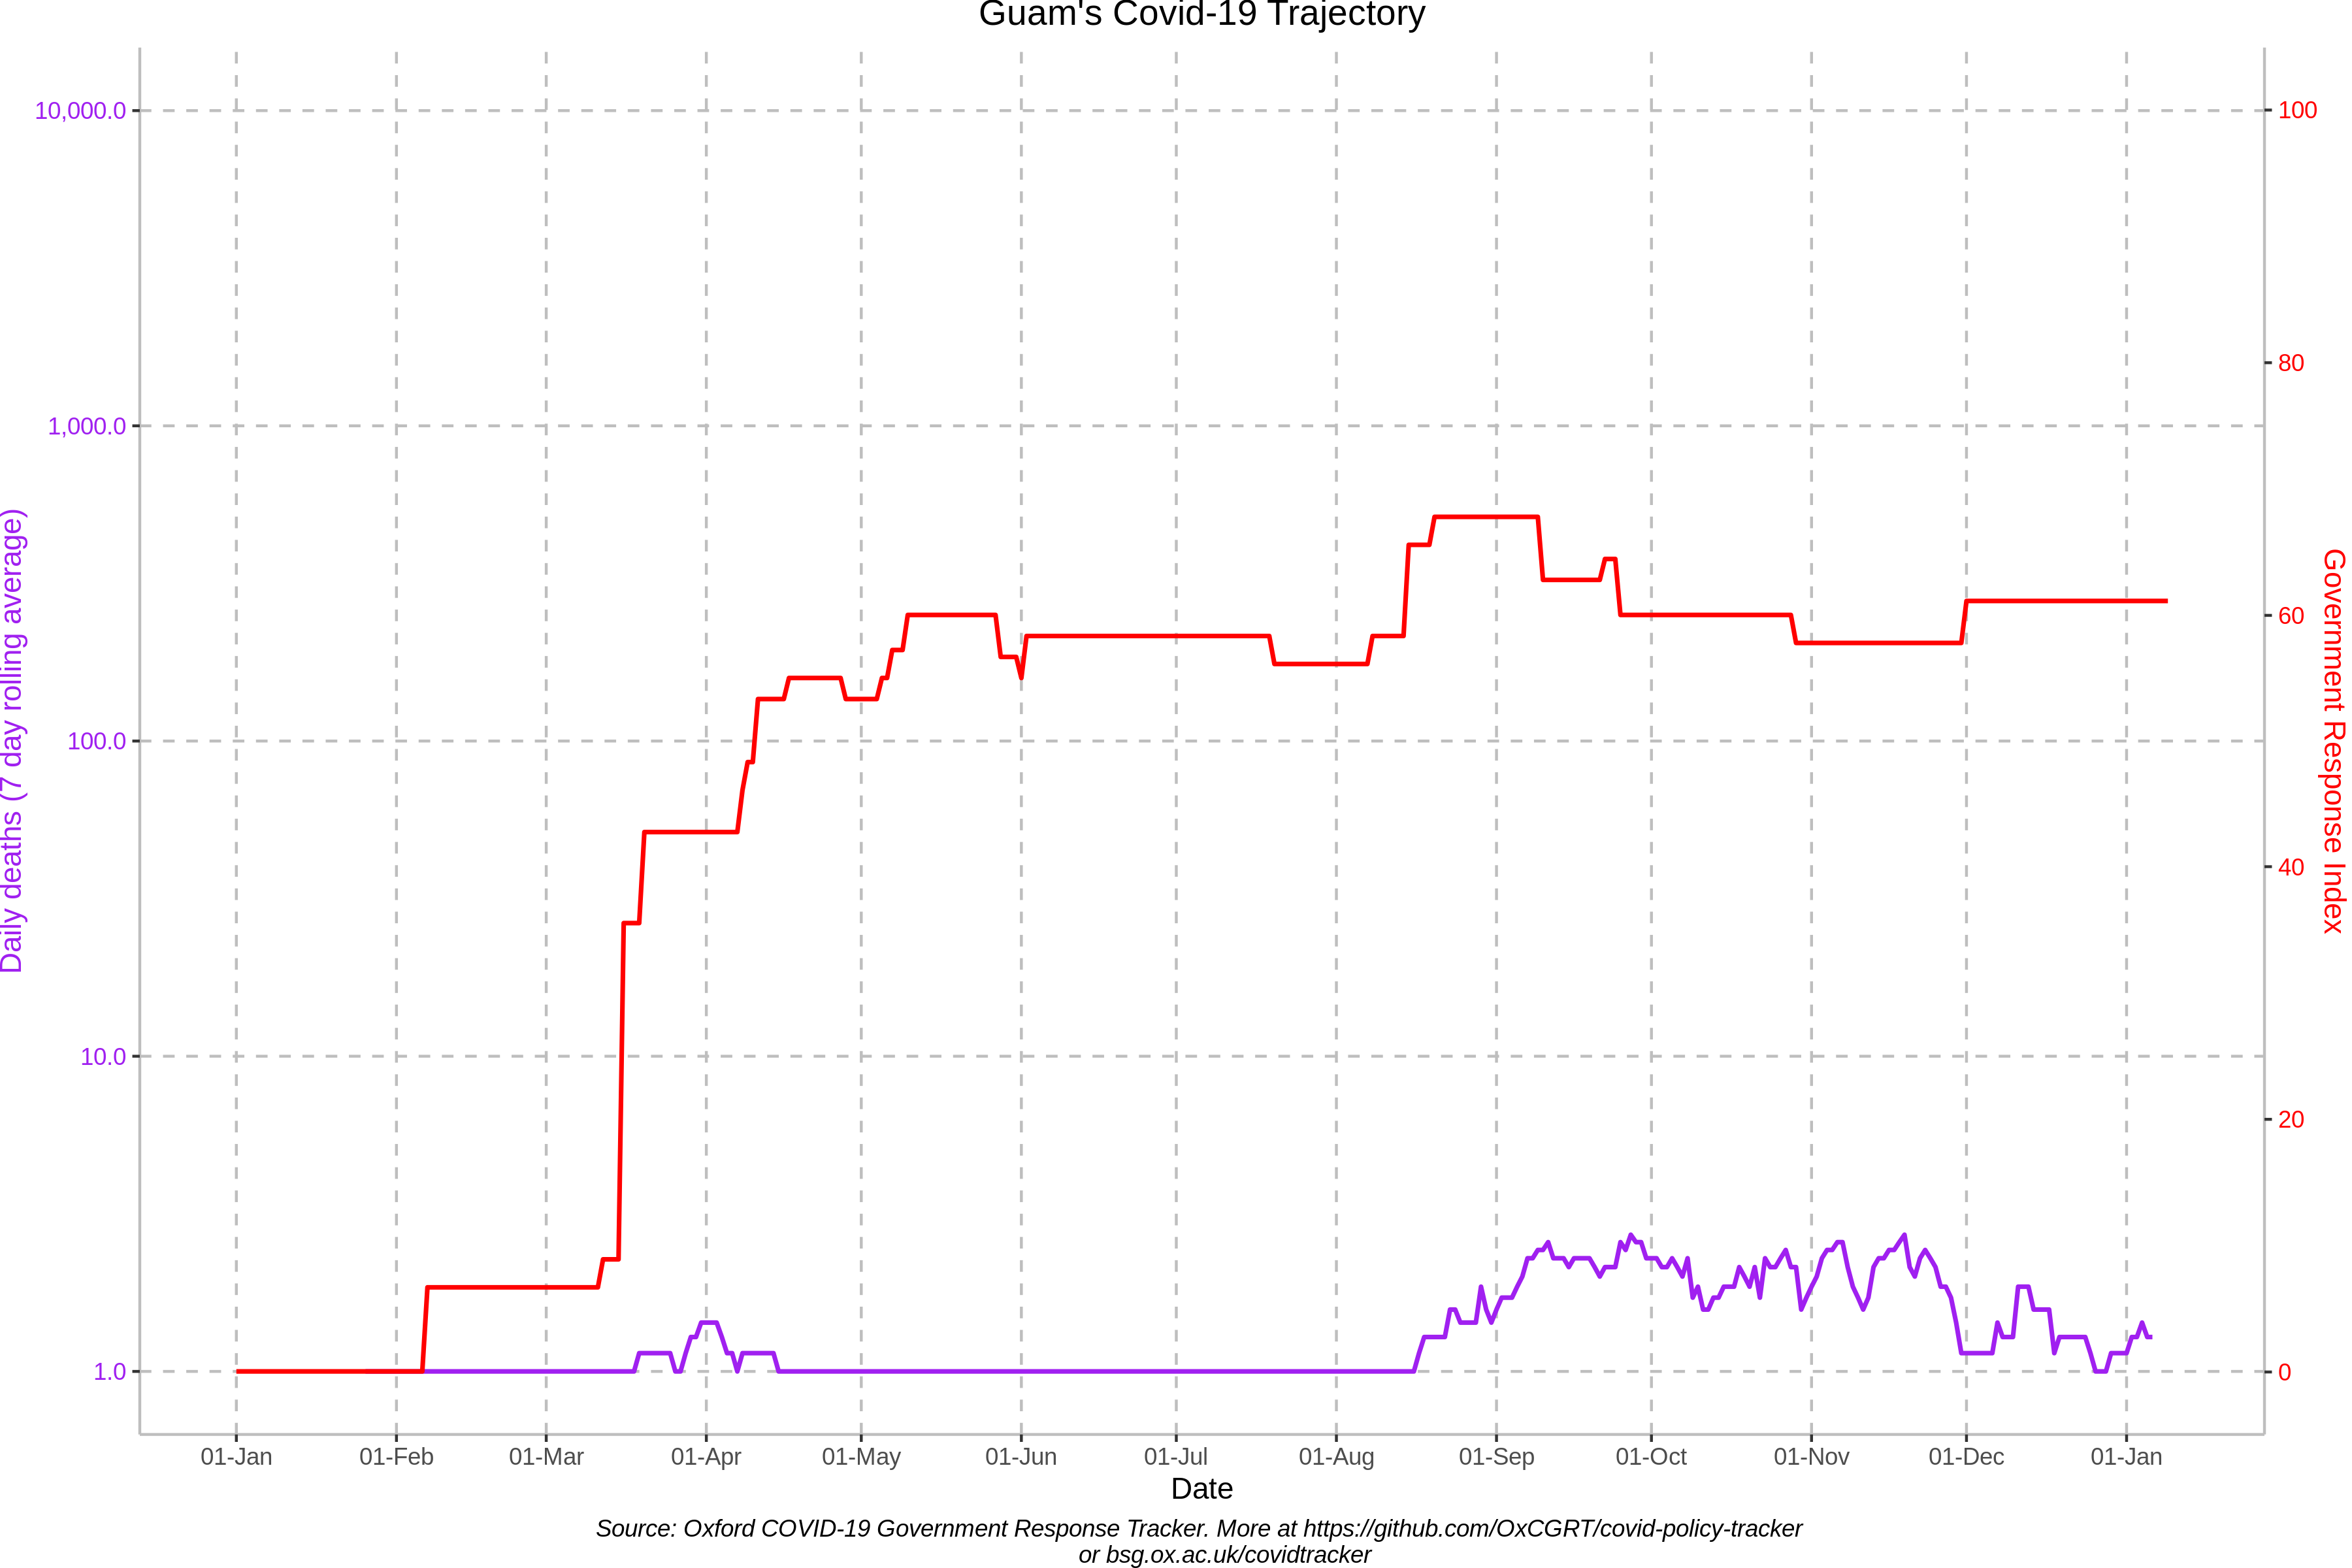 Guam's Covid-19 Trajectory
10,000.0
1,000.0
100.0
10.0
1.0
Daily deaths (7 day rolling average)
100
80
60
40
20
0
Government Response Index
01-Jan 01-Feb 01-Mar 01-Apr 01-May 01-Jun 01-Jul 01-Aug 01-Sep 01-Oct 01-Nov 01-Dec 01-Jan
Date
Source: Oxford COVID-19 Government Response Tracker. More at https://github.com/OxCGRT/covid-policy-tracker
or bsg.ox.ac.uk/covidtracker